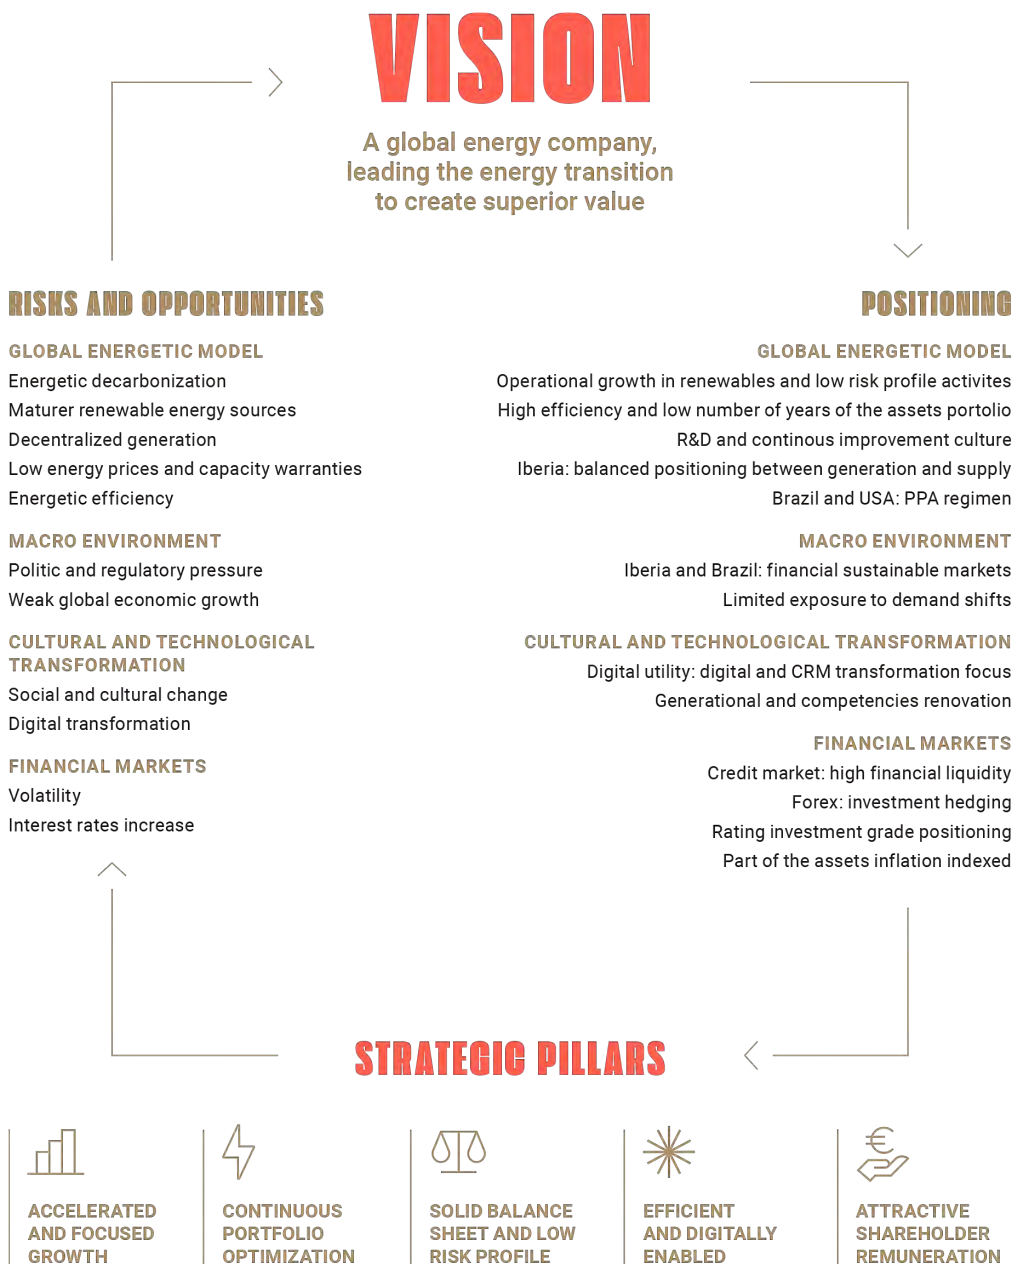 VISION
A global energy company,
leading the energy transition
to create superior value
RISKS AND OPPORTUNITIES
GLOBAL ENERGETIC MODEL
Energetic decarbonization
Maturer renewable energy sources
Decentralized generation
Low energy prices and capacity warranties
Energetic efficiency
MACRO ENVIRONMENT
Politic and regulatory pressure
Weak global economic growth
CULTURAL AND TECHNOLOGICAL
TRANSFORMATION
Social and cultural change
Digital transformation
FINANCIAL MARKETS
Volatility
Interest rates increase
POSITIONING
GLOBAL ENERGETIC MODEL
Operational growth in renewables and low risk profile activites
High efficiency and low number of years of the assets portolio
R&D and continous improvement culture
Iberia: balanced positioning between generation and supply
Brazil and USA: PPA regimen
MACRO ENVIRONMENT
Iberia and Brazil: financial sustainable markets
Limited exposure to demand shifts
CULTURAL AND TECHNOLOGICAL TRANSFORMATION
Digital utility: digital and CRM transformation focus
Generational and competencies renovation
FINANCIAL MARKETS
Credit market: high financial liquidity
Forex: investment hedging
Rating investment grade positioning
Part of the assets inflation indexed
STRATEGIC PILLARS
ACCELERATED
AND FOCUSED
GROWTH
CONTINUOUS
PORTFOLIO
OPTIMIZATION
SOLID BALANCE
SHEET AND LOW
RISK PROFILE
EFFICIENT
AND DIGITALLY
ENABLED
ATTRACTIVE
SHAREHOLDER
REMUNERATION